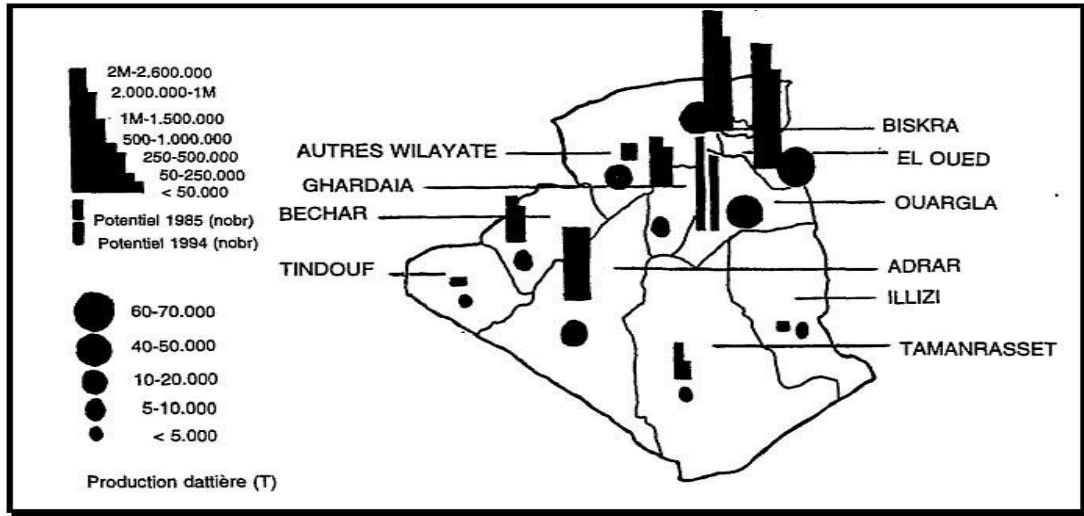 2M-2.600.000
2.000.000-1M
1M-1.500.000
500-1.000.000
250-500.000
50-250.000
< 50.000
Potentiel 1985 (nobr)
Potentiel 1994 (nobr)
60-70.000
40-50.000
10-20.000
5-10.000
< 5.000
Production dattière (T)
AUTRES WILAYATE
GHARDAIA
BECHAR
TINDOUF
BISKRA
EL OUED
OUARGLA
ADRAR
ILLIZI
TAMANRASSET